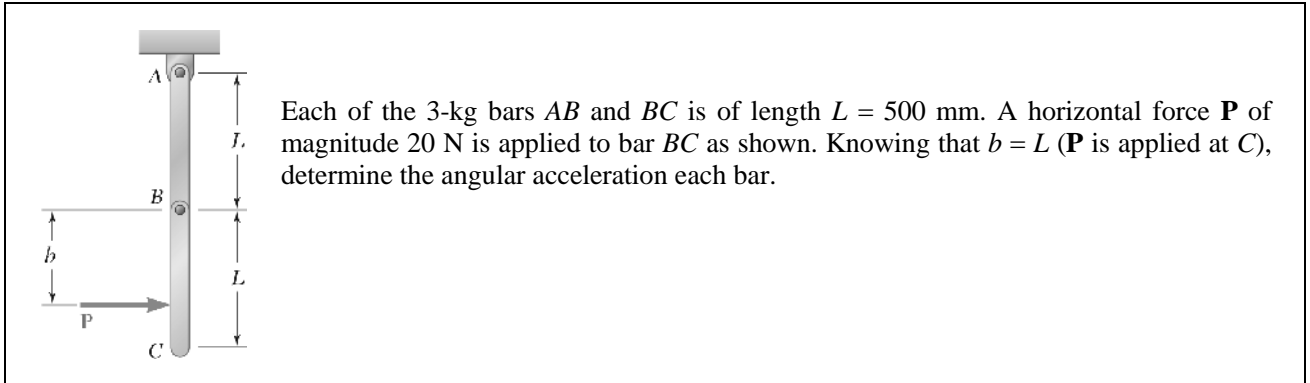 A
L
Each of the 3-kg bars AB and BC is of length L = 500 mm. A horizontal force P of
magnitude 20 N is applied to bar BC as shown. Knowing that b = L (P is applied at C),
determine the angular acceleration each bar.
B
b
L
P
C